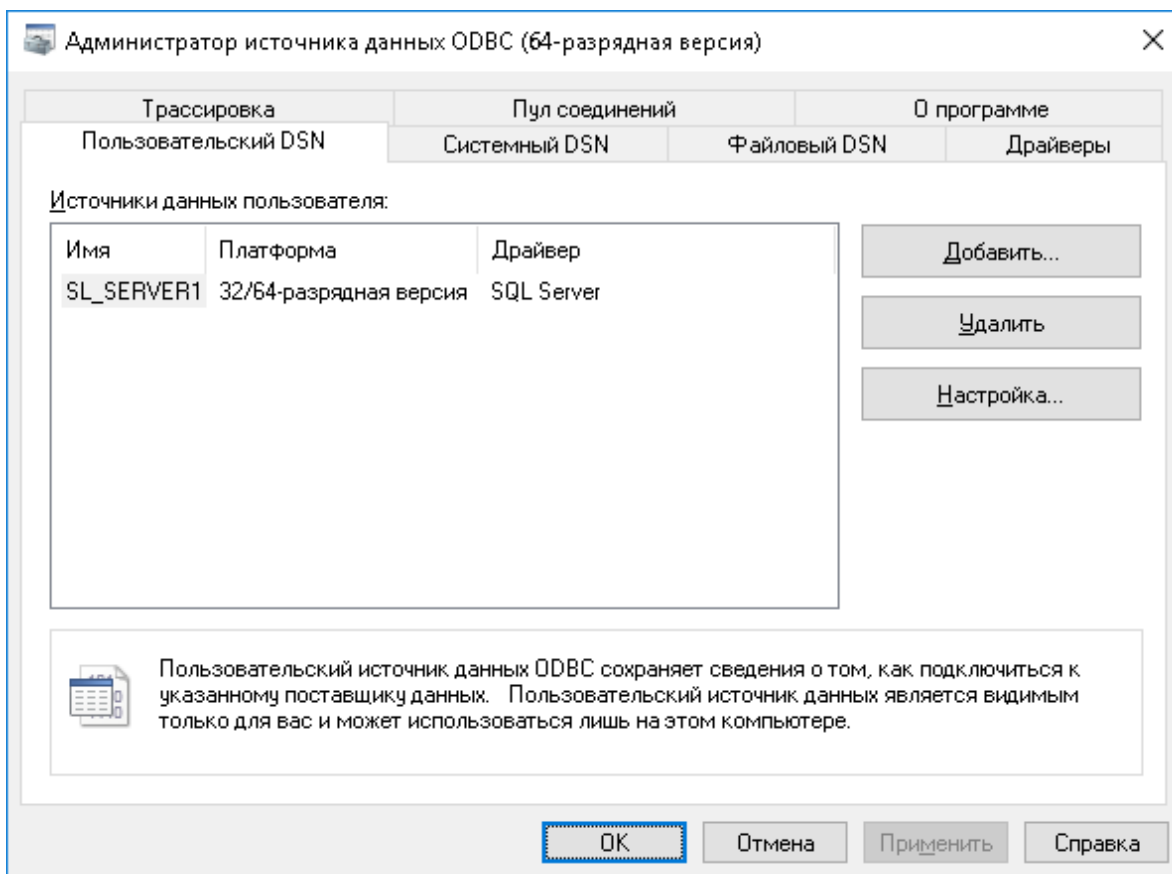 Администратор источника данных ODBC (64-разрядная версия)
Трассировка Пул соединений О программе
Пользовательский DSN Системный DSN Файловый DSN Драйверы
Источники данных пользователя:
Имя Платформа Драйвер
SL_SERVER1 32/64-разрядная версия SQL Server
Добавить...
Удалить
Настройка...
Пользовательский источник данных ODBC сохраняет сведения о том, как подключиться к
указанному поставщику данных. Пользовательский источник данных является видимым
только для вас и может использоваться лишь на этом компьютере.
OK Отмена Применить Справка